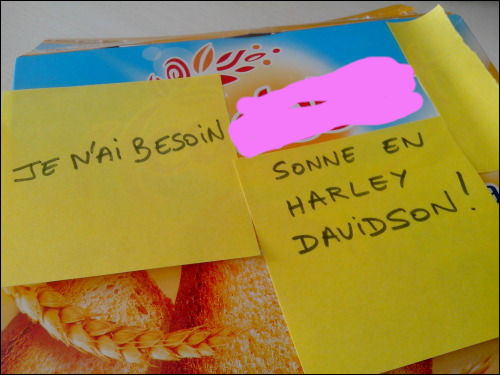 JE N'AI BESOIN
SONNE EN
HARLEY
DAVIDSON !